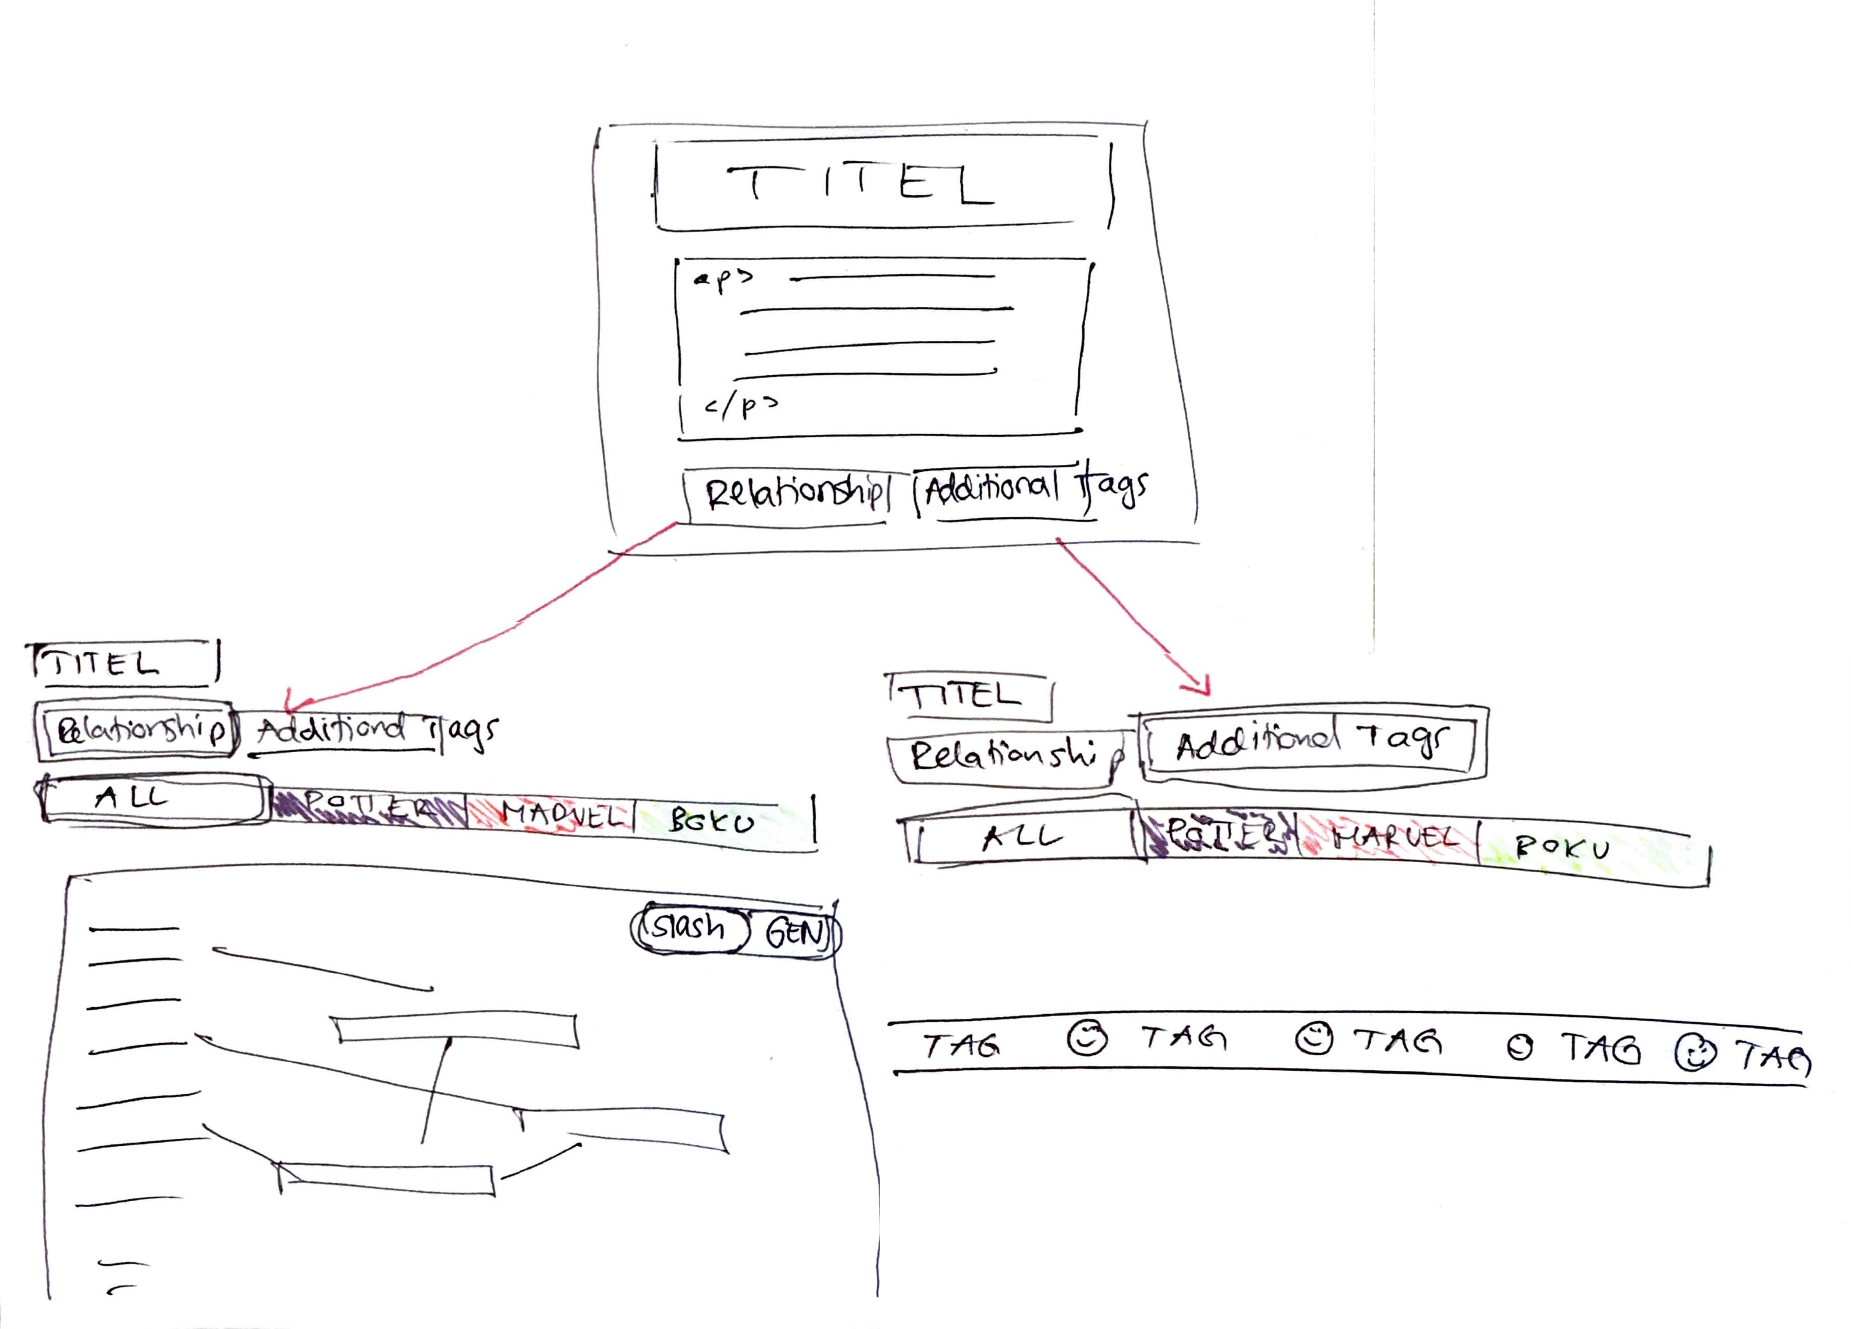 TITEL
<p>
</p>
Relationship Additional Tags
TITEL
Relationship Additional Tags
ALL POTTER MARVEL BOKU
Slash GEN
TITEL
Relationship Additional Tags
ALL POTTER MARVEL BOKU
TAG TAG TAG TAG TAG